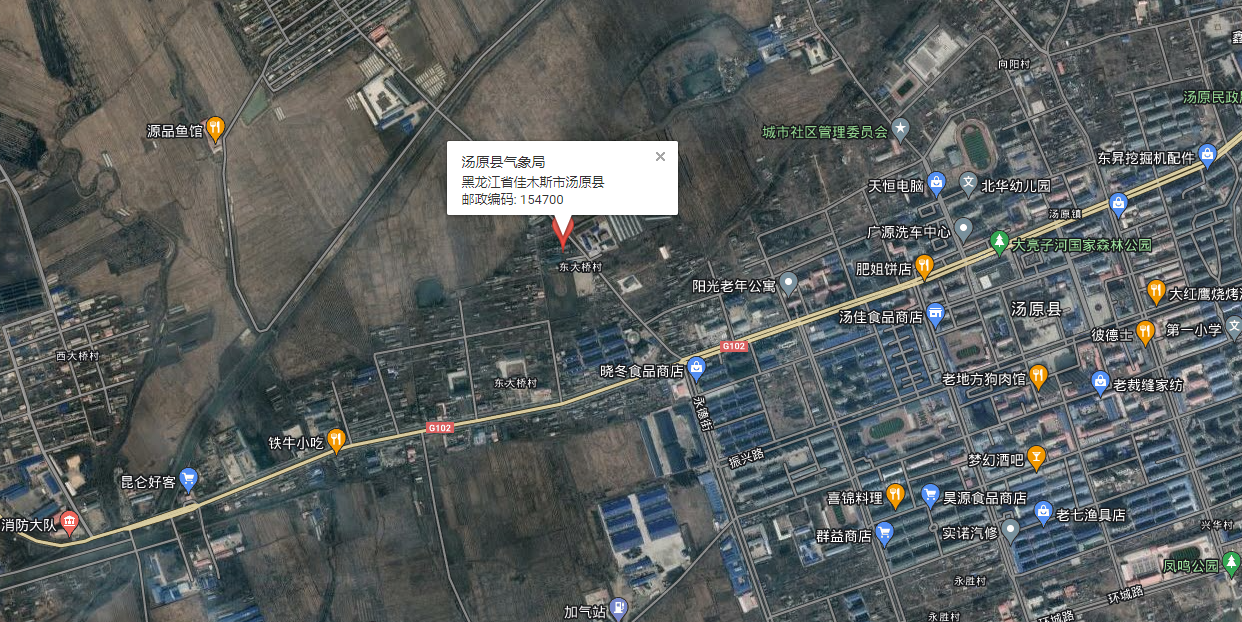 鑫
向阳村
汤原民政
源品鱼馆
城市社区管理委员会
东昇挖掘机配件
汤原县气象局
黑龙江省佳木斯市汤原县
邮政编码: 154700
天恒电脑
北华幼儿园
汤原镇
广源洗车中心
大亮子河国家森林公园
东大桥村
肥姐饼店
阳光老年公寓
大红鹰烧烤
汤原县
汤佳食品商店
彼德士
第一小学
G102
西大桥村
晓冬食品商店
东大桥村
老地方狗肉馆
老裁缝家纺
永德街
G102
铁牛小吃
振兴路
梦幻酒吧
昆仑好客
喜锦料理
昊源食品商店
消防大队
老七渔具店
兴华村
群益商店
实诺汽修
凤鸣公园
永胜村
环城路
加气站
永胜村
环城路